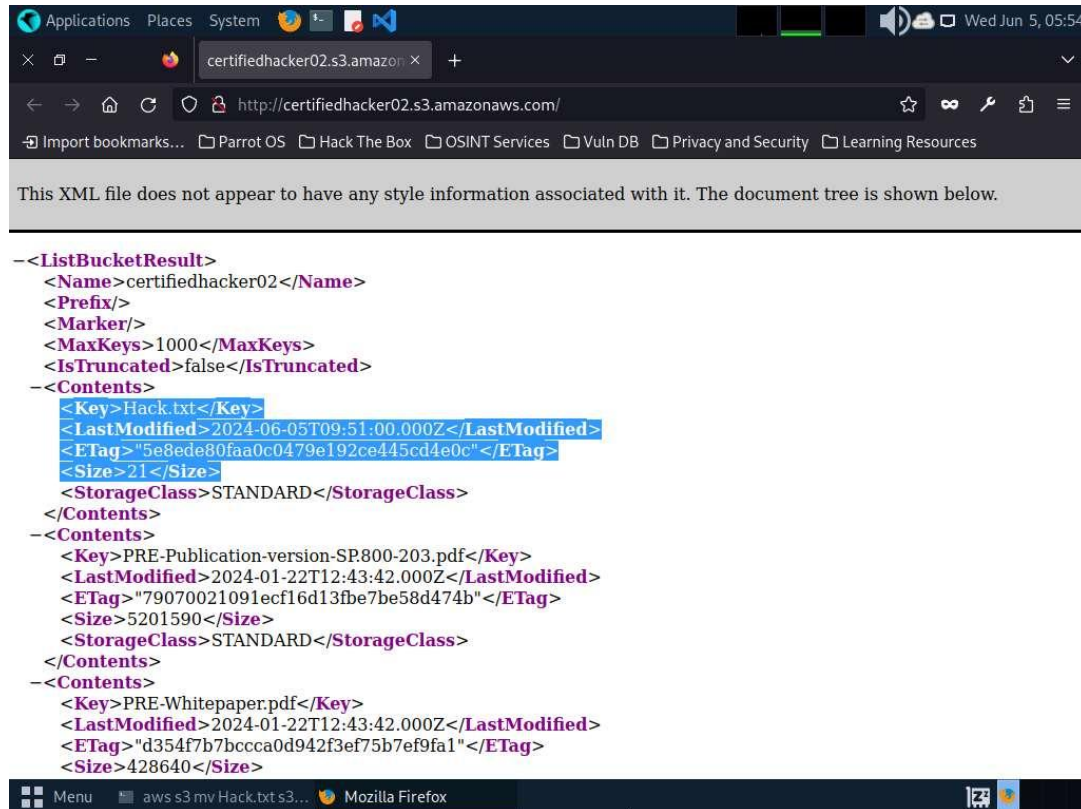 Applications Places System Wed Jun 5, 05:54
certifiedhacker02.s3.amazon
http://certifiedhacker02.s3.amazonaws.com/
Import bookmarks... Parrot OS Hack The Box OSINT Services Vuln DB Privacy and Security Learning Resources
This XML file does not appear to have any style information associated with it. The document tree is shown below.
−<ListBucketResult>
<Name>certifiedhacker02</Name>
<Prefix/>
<Marker/>
<MaxKeys>1000</MaxKeys>
<IsTruncated>false</IsTruncated>
−<Contents>
<Key>Hack.txt</Key>
<LastModified>2024-06-05T09:51:00.000Z</LastModified>
<ETag>"5e8ede80faa0c0479e192ce445cd4e0c"</ETag>
<Size>21</Size>
<StorageClass>STANDARD</StorageClass>
</Contents>
−<Contents>
<Key>PRE-Publication-version-SP.800-203.pdf</Key>
<LastModified>2024-01-22T12:43:42.000Z</LastModified>
<ETag>"79070021091ecf16d13fbe7be58d474b"</ETag>
<Size>5201590</Size>
<StorageClass>STANDARD</StorageClass>
</Contents>
−<Contents>
<Key>PRE-Whitepaper.pdf</Key>
<LastModified>2024-01-22T12:43:42.000Z</LastModified>
<ETag>"d354f7b7bccca0d942f3ef75b7ef9fa1"</ETag>
<Size>428640</Size>
Menu aws s3 mv Hack.txt s3... Mozilla Firefox